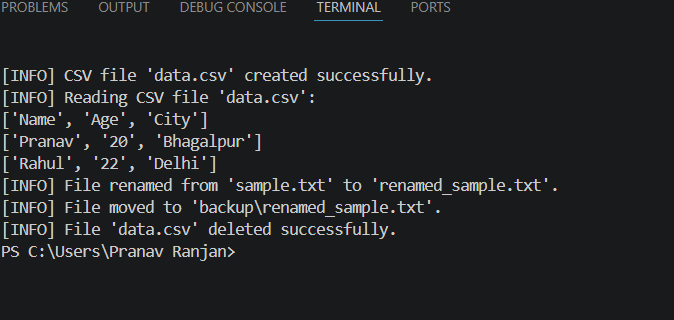 PROBLEMS OUTPUT DEBUG CONSOLE TERMINAL PORTS
[INFO] CSV file 'data.csv' created successfully.
[INFO] Reading CSV file 'data.csv':
['Name', 'Age', 'City']
['Pranav', '20', 'Bhagalpur']
['Rahul', '22', 'Delhi']
[INFO] File renamed from 'sample.txt' to 'renamed_sample.txt'.
[INFO] File moved to 'backup\renamed_sample.txt'.
[INFO] File 'data.csv' deleted successfully.
PS C:\Users\Pranav Ranjan>